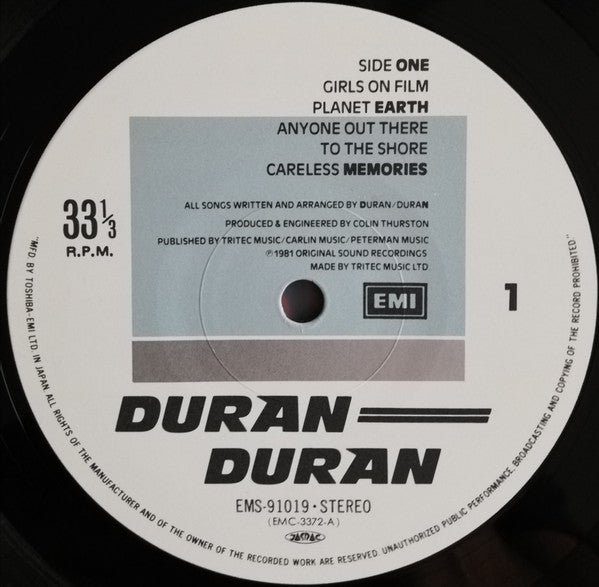 SIDE ONE
GIRLS ON FILM
PLANET EARTH
ANYONE OUT THERE
TO THE SHORE
CARELESS MEMORIES
33 1/3
R.P.M.
ALL SONGS WRITTEN AND ARRANGED BY DURAN/DURAN
PRODUCED & ENGINEERED BY COLIN THURSTON
PUBLISHED BY TRITEC MUSIC/CARLIN MUSIC/PETERMAN MUSIC
℗1981 ORIGINAL SOUND RECORDINGS
MADE BY TRITEC MUSIC LTD
EMI
1
DURAN
DURAN
EMS-91019・STEREO
(EMC-3372-A)
JASRAC
"MFD BY TOSHIBA-EMI LTD. IN JAPAN. ALL RIGHTS OF THE MANUFACTURER AND OF THE OWNER OF THE RECORDED WORK ARE RESERVED. UNAUTHORIZED PUBLIC PERFORMANCE, BROADCASTING AND COPYING OF THE RECORD PROHIBITED."